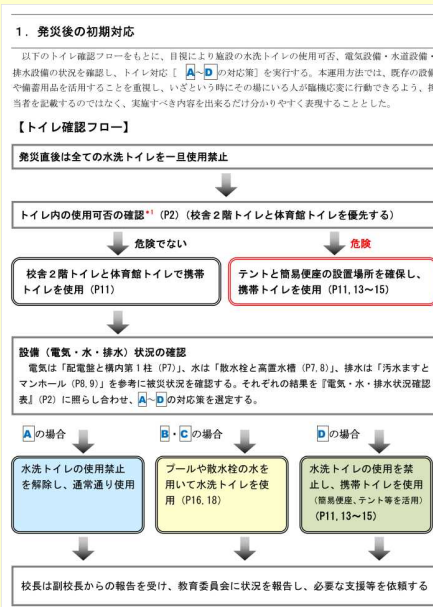 １．発災後の初期対応
以下のトイレ確認フローをもとに、目視により施設の水洗トイレの使用可否、電気設備・水道設備・
排水設備の状況を確認し、トイレ対応［ A～D の対応策］を実行する。本運用方法では、既存の設備
や備蓄用品を活用することを重視し、いざという時にその場にいる人が臨機応変に行動できるよう、担
当者を記載するのではなく、実施すべき内容を出来るだけ分かりやすく表現することとした。
【トイレ確認フロー】
発災直後は全ての水洗トイレを一旦使用禁止
トイレ内の使用可否の確認*1（P2）（校舎２階トイレと体育館トイレを優先する）
危険でない
危険
校舎２階トイレと体育館トイレで携帯
トイレを使用（P11）
テントと簡易便座の設置場所を確保し、
携帯トイレを使用（P11,13～15）
設備（電気・水・排水）状況の確認
電気は「配電盤と構内第１柱（P7）」、水は「散水栓と高置水槽（P7,8）」、排水は「汚水ますと
マンホール（P8,9）」を参考に被災状況を確認する。それぞれの結果を『電気・水・排水状況確認
表』（P2）に照らし合わせ、A～Dの対応策を選定する。
Aの場合
B・Cの場合
Dの場合
水洗トイレの使用禁止
を解除し、通常通り使用
プールや散水栓の水を
用いて水洗トイレを使
用（P16,18）
水洗トイレの使用を禁
止し、携帯トイレを使用
（簡易便座、テント等を活用）
（P11,13～15）
校長は副校長からの報告を受け、教育委員会に状況を報告し、必要な支援等を依頼する